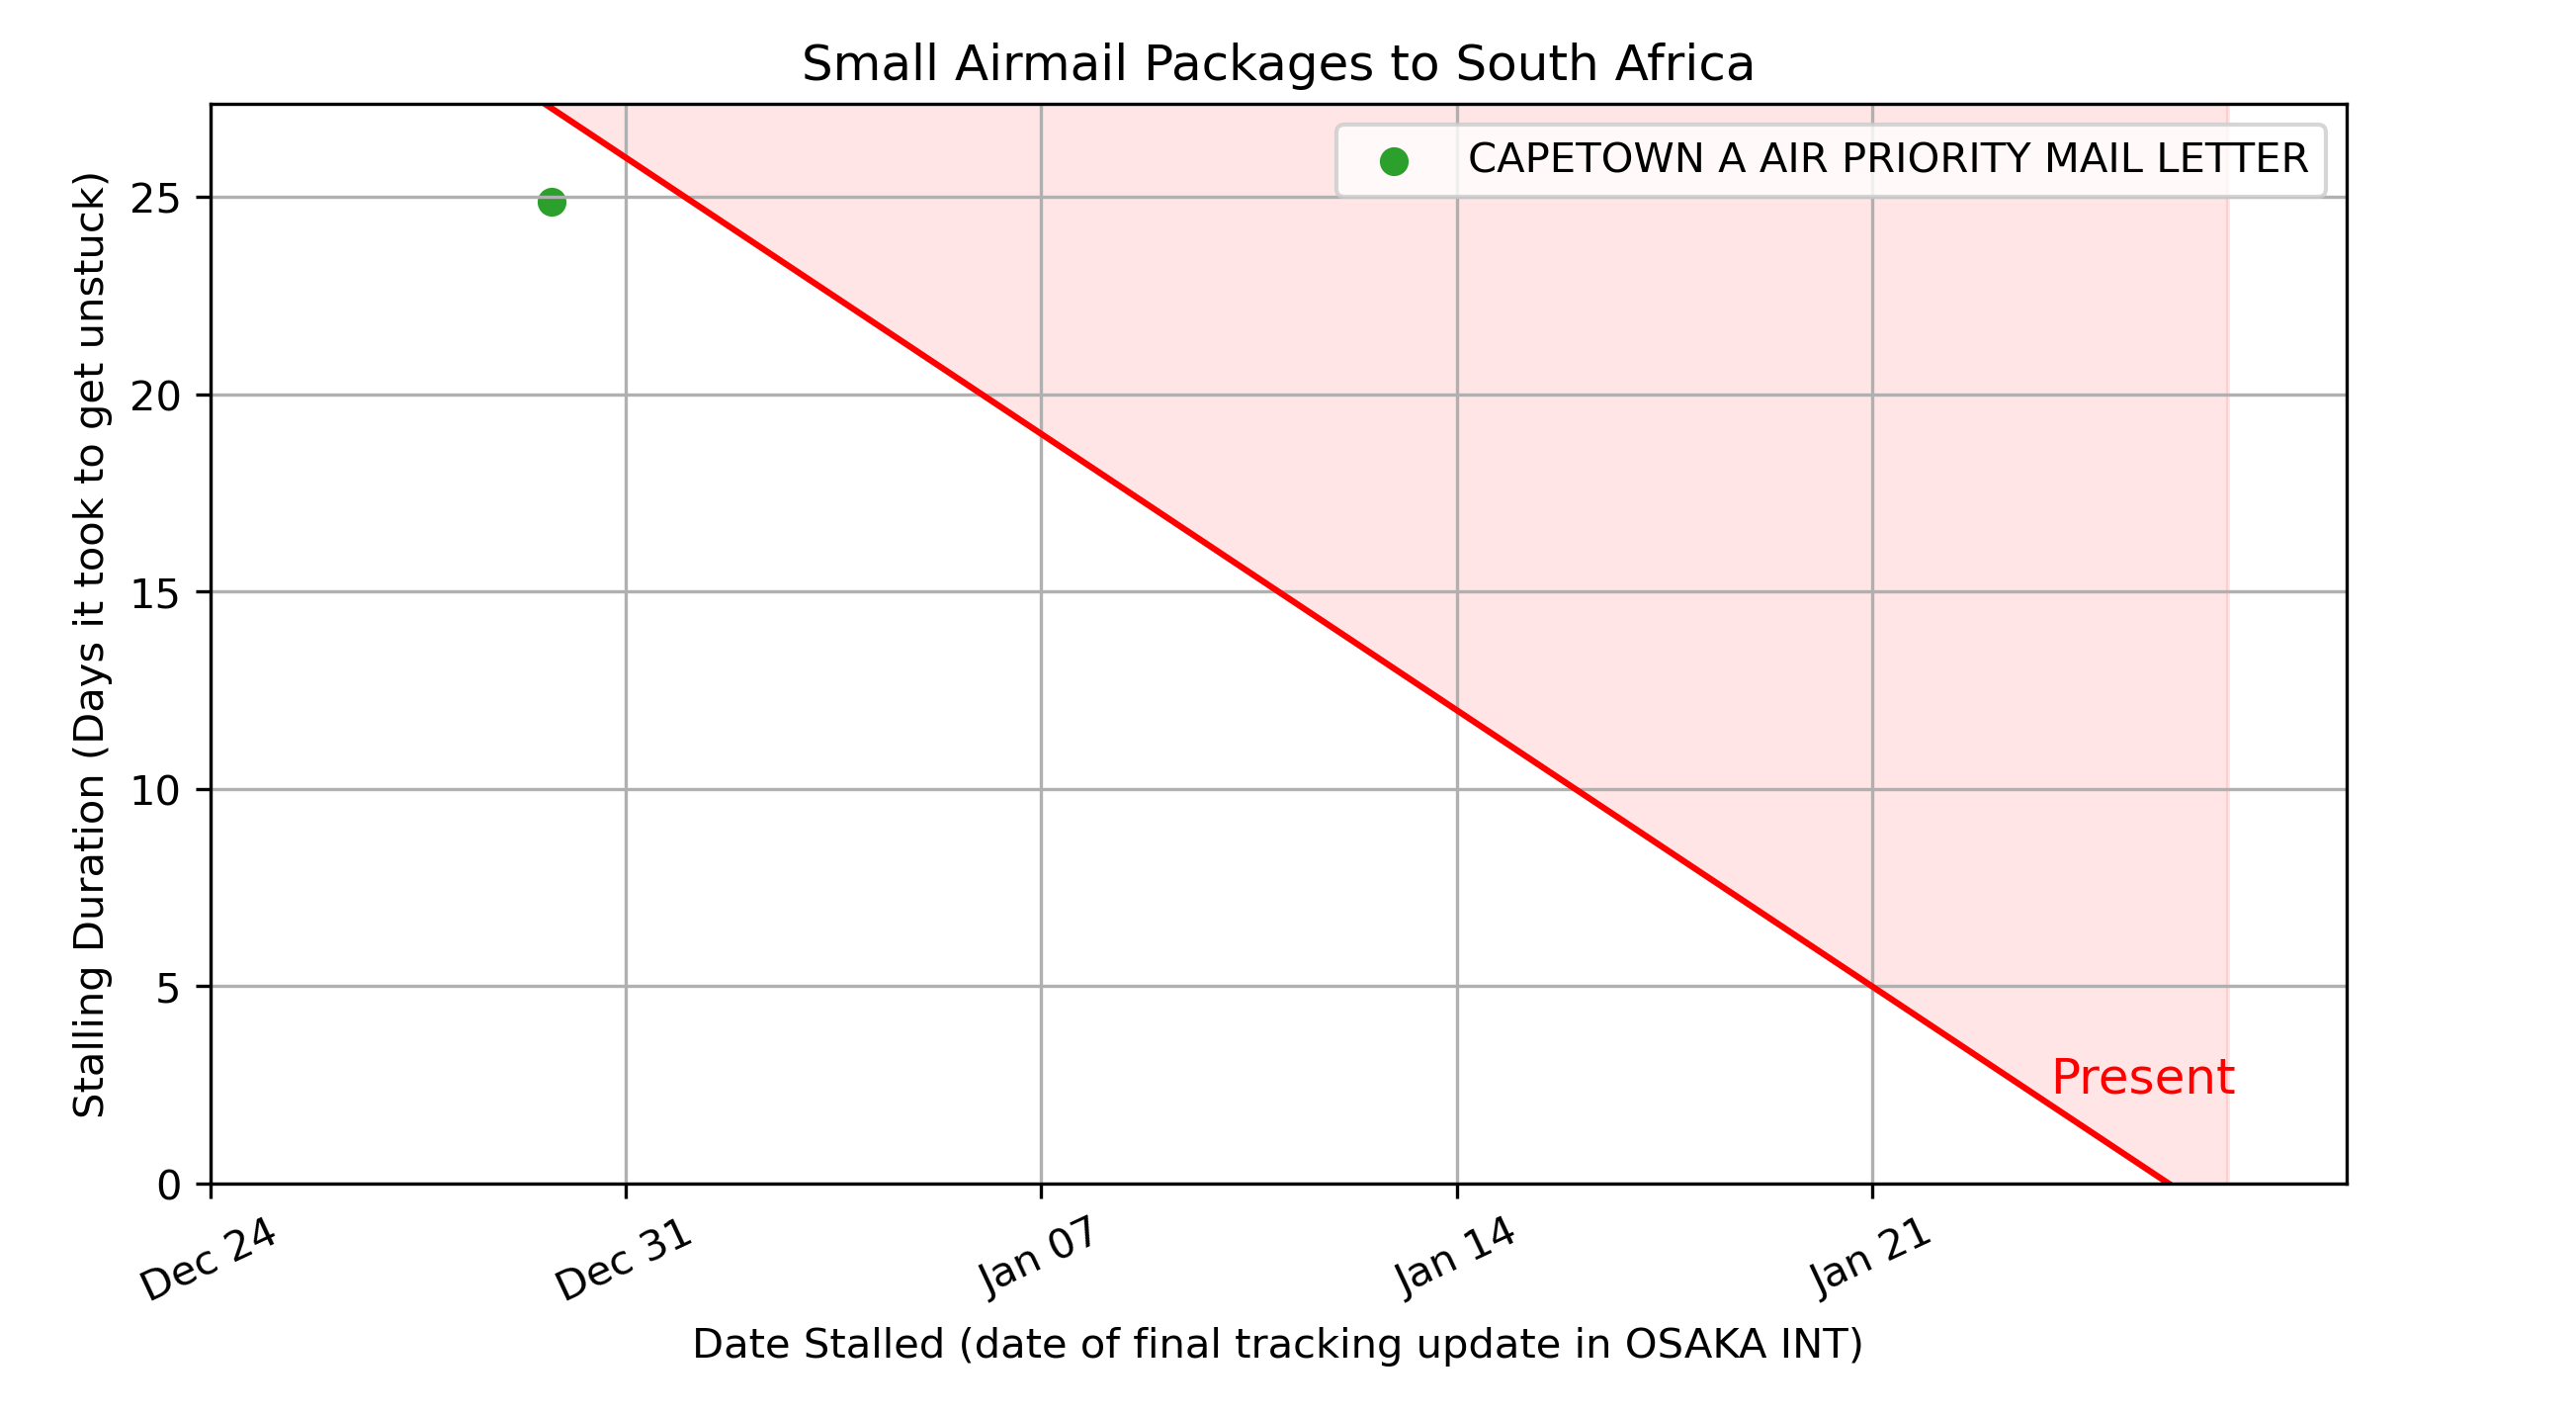 Small Airmail Packages to South Africa
CAPETOWN A AIR PRIORITY MAIL LETTER
Stalling Duration (Days it took to get unstuck)
25
20
15
10
5
0
Present
Dec 24
Dec 31
Jan 07
Jan 14
Jan 21
Date Stalled (date of final tracking update in OSAKA INT)